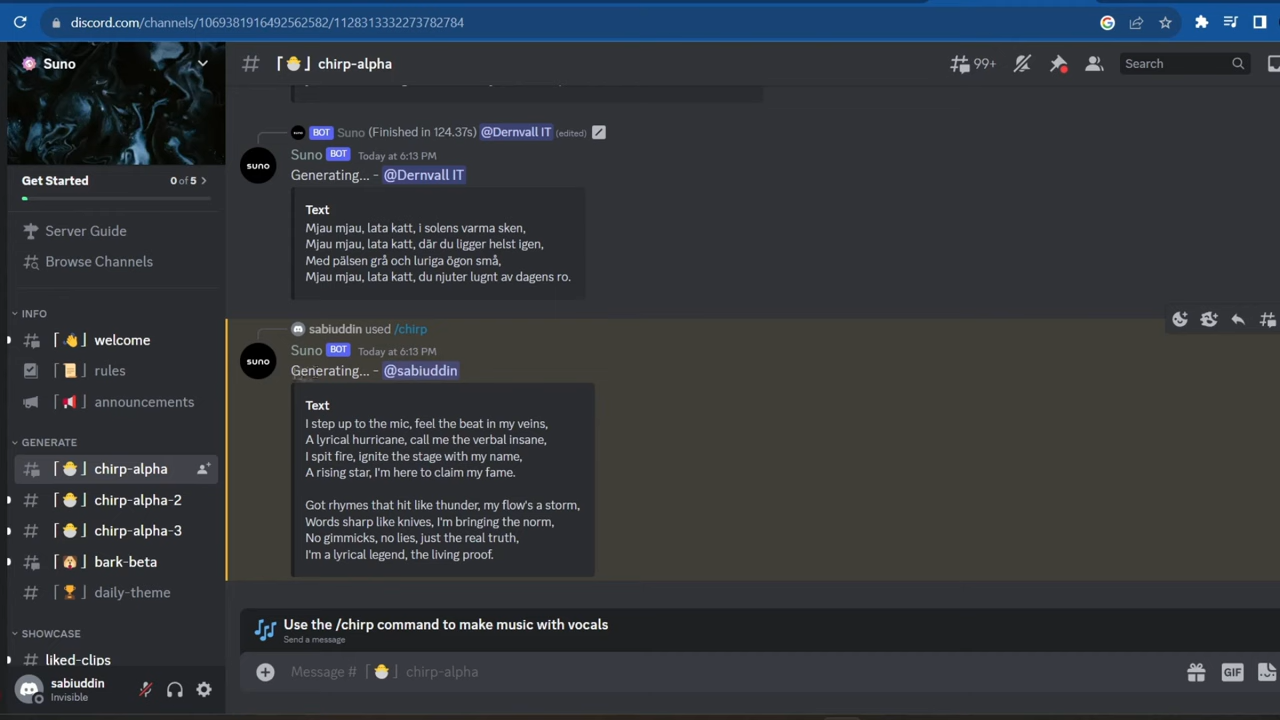 discord.com/channels/1069381916492562582/1128313332273782784
Suno
Get Started 0 of 5
Server Guide
Browse Channels
INFO
welcome
rules
announcements
GENERATE
chirp-alpha
chirp-alpha-2
chirp-alpha-3
bark-beta
daily-theme
SHOWCASE
liked-clips
sabiuddin
Invisible
chirp-alpha
99+
Search
suno BOT Suno (Finished in 124.37s) @Dernvall IT (edited)
suno
Suno BOT Today at 6:13 PM
Generating... - @Dernvall IT
Text
Mjau mjau, lata katt, i solens varma sken,
Mjau mjau, lata katt, där du ligger helst igen,
Med pälsen grå och luriga ögon små,
Mjau mjau, lata katt, du njuter lugnt av dagens ro.
sabiuddin used /chirp
suno
Suno BOT Today at 6:13 PM
Generating... - @sabiuddin
Text
I step up to the mic, feel the beat in my veins,
A lyrical hurricane, call me the verbal insane,
I spit fire, ignite the stage with my name,
A rising star, I'm here to claim my fame.
Got rhymes that hit like thunder, my flow's a storm,
Words sharp like knives, I'm bringing the norm,
No gimmicks, no lies, just the real truth,
I'm a lyrical legend, the living proof.
Use the /chirp command to make music with vocals
Send a message
Message # chirp-alpha
GIF